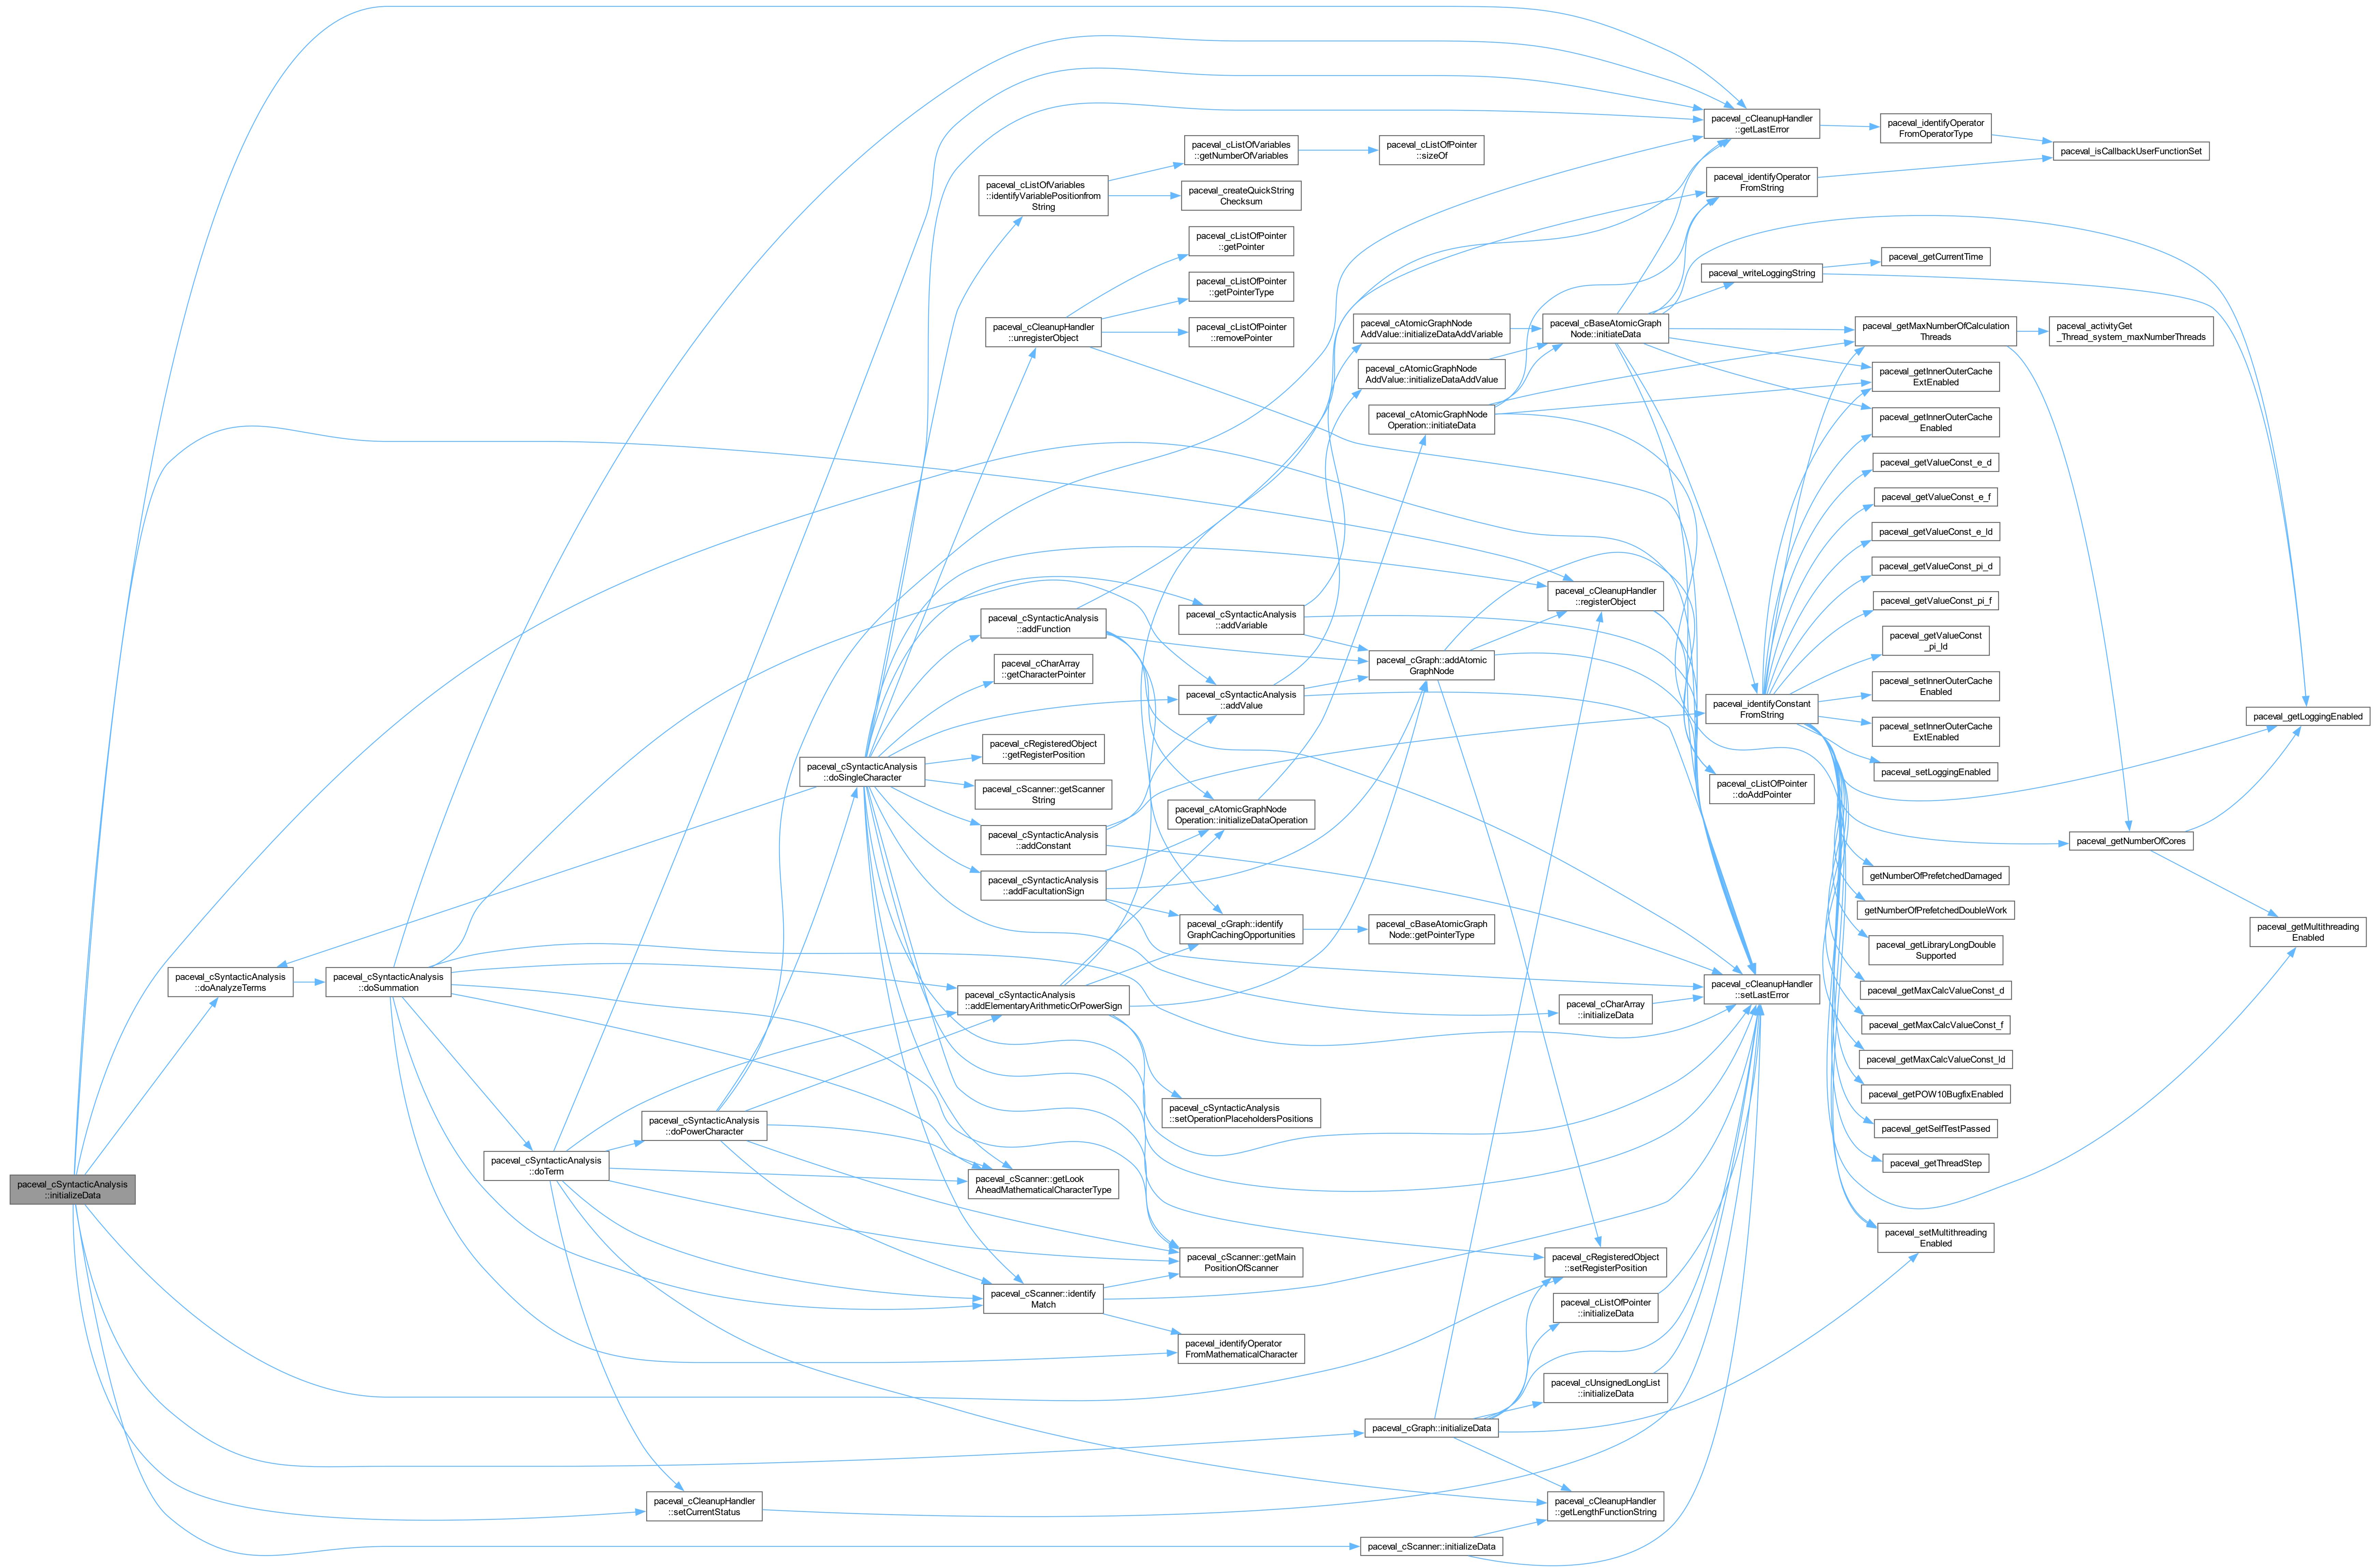 paceval_cSyntacticAnalysis
::initializeData
paceval_cSyntacticAnalysis
::doAnalyzeTerms
paceval_cSyntacticAnalysis
::doSummation
paceval_cSyntacticAnalysis
::doTerm
paceval_cSyntacticAnalysis
::doPowerCharacter
paceval_cCleanupHandler
::setCurrentStatus
paceval_cSyntacticAnalysis
::doSingleCharacter
paceval_cListOfVariables
::identifyVariablePositionfrom
String
paceval_cCleanupHandler
::unregisterObject
paceval_cSyntacticAnalysis
::addFunction
paceval_cCharArray
::getCharacterPointer
paceval_cRegisteredObject
::getRegisterPosition
paceval_cScanner::getScanner
String
paceval_cSyntacticAnalysis
::addConstant
paceval_cSyntacticAnalysis
::addFacultationSign
paceval_cSyntacticAnalysis
::addElementaryArithmeticOrPowerSign
paceval_cScanner::getLook
AheadMathematicalCharacterType
paceval_cScanner::identify
Match
paceval_cListOfVariables
::getNumberOfVariables
paceval_createQuickString
Checksum
paceval_cListOfPointer
::getPointer
paceval_cListOfPointer
::getPointerType
paceval_cListOfPointer
::removePointer
paceval_cSyntacticAnalysis
::addVariable
paceval_cSyntacticAnalysis
::addValue
paceval_cAtomicGraphNode
Operation::initializeDataOperation
paceval_cGraph::identify
GraphCachingOpportunities
paceval_cSyntacticAnalysis
::setOperationPlaceholdersPositions
paceval_cScanner::getMain
PositionOfScanner
paceval_identifyOperator
FromMathematicalCharacter
paceval_cListOfPointer
::sizeOf
paceval_cAtomicGraphNode
AddValue::initializeDataAddVariable
paceval_cAtomicGraphNode
AddValue::initializeDataAddValue
paceval_cAtomicGraphNode
Operation::initiateData
paceval_cGraph::addAtomic
GraphNode
paceval_cBaseAtomicGraph
Node::getPointerType
paceval_cGraph::initializeData
paceval_cScanner::initializeData
paceval_cBaseAtomicGraph
Node::initiateData
paceval_cCleanupHandler
::registerObject
paceval_cCharArray
::initializeData
paceval_cRegisteredObject
::setRegisterPosition
paceval_cListOfPointer
::initializeData
paceval_cUnsignedLongList
::initializeData
paceval_cCleanupHandler
::getLengthFunctionString
paceval_cCleanupHandler
::getLastError
paceval_identifyOperator
FromString
paceval_writeLoggingString
paceval_identifyConstant
FromString
paceval_cListOfPointer
::doAddPointer
paceval_cCleanupHandler
::setLastError
paceval_identifyOperator
FromOperatorType
paceval_getCurrentTime
paceval_getMaxNumberOfCalculation
Threads
paceval_getInnerOuterCache
ExtEnabled
paceval_getInnerOuterCache
Enabled
paceval_getValueConst_e_d
paceval_getValueConst_e_f
paceval_getValueConst_e_ld
paceval_getValueConst_pi_d
paceval_getValueConst_pi_f
paceval_getValueConst
_pi_ld
paceval_setInnerOuterCache
Enabled
paceval_setInnerOuterCache
ExtEnabled
paceval_setLoggingEnabled
getNumberOfPrefetchedDamaged
getNumberOfPrefetchedDoubleWork
paceval_getLibraryLongDouble
Supported
paceval_getMaxCalcValueConst_d
paceval_getMaxCalcValueConst_f
paceval_getMaxCalcValueConst_ld
paceval_getPOW10BugfixEnabled
paceval_getSelfTestPassed
paceval_getThreadStep
paceval_setMultithreading
Enabled
paceval_isCallbackUserFunctionSet
paceval_activityGet
_Thread_system_maxNumberThreads
paceval_getNumberOfCores
paceval_getLoggingEnabled
paceval_getMultithreading
Enabled